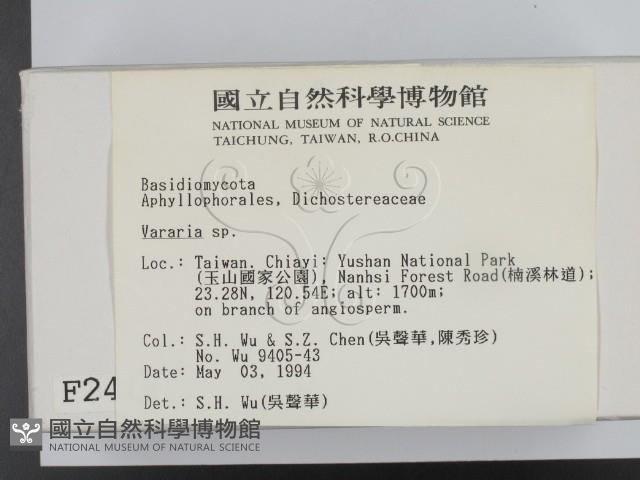 國立自然科學博物館
NATIONAL MUSEUM OF NATURAL SCIENCE
TAICHUNG, TAIWAN, R.O.CHINA
Basidiomycota
Aphyllophorales, Dichostereaceae
Vararia sp.
Loc.: Taiwan. Chiayi: Yushan National Park
(玉山國家公園), Nanhsi Forest Road(楠溪林道);
23.28N, 120.54E; alt: 1700m;
on branch of angiosperm.
Col.: S.H. Wu & S.Z. Chen(吳聲華,陳秀珍)
No. Wu 9405-43
Date: May 03, 1994
Det.: S.H. Wu(吳聲華)
F24
國立自然科學博物館
NATIONAL MUSEUM OF NATURAL SCIENCE